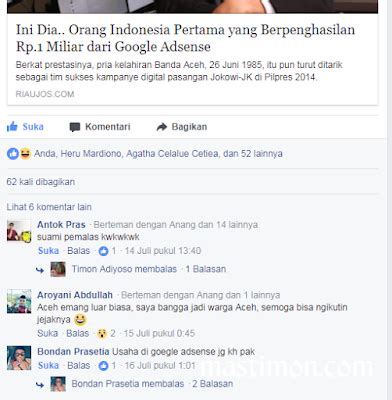 Ini Dia.. Orang Indonesia Pertama yang Berpenghasilan
Rp.1 Miliar dari Google Adsense
Berkat prestasinya, pria kelahiran Banda Aceh, 26 Juni 1985, itu pun turut ditarik
sebagai tim sukses kampanye digital pasangan Jokowi-JK di Pilpres 2014.
RIAUJOS.COM
Suka Komentari Bagikan
Anda, Heru Mardiono, Agatha Celalue Cetiea, dan 52 lainnya
62 kali dibagikan
Lihat 6 komentar lain
Antok Pras · Berteman dengan Anang dan 14 lainnya
suami pemalas kwkwkwk
Suka · Balas · 1 · 14 Juli pukul 13:40
Timon Adiyoso membalas · 1 Balasan
Aroyani Abdullah · Berteman dengan Anang dan 1 lainnya
Aceh emang luar biasa, saya bangga jadi warga Aceh, semoga bisa ngikutin
jejaknya
Suka · Balas · 2 · 15 Juli pukul 0:45
Bondan Prasetia Usaha di goegle adsense jg kh pak
Suka · Balas · 1 · 16 Juli pukul 1:01
mastimon.com
Bondan Prasetia membalas · 2 Balasan